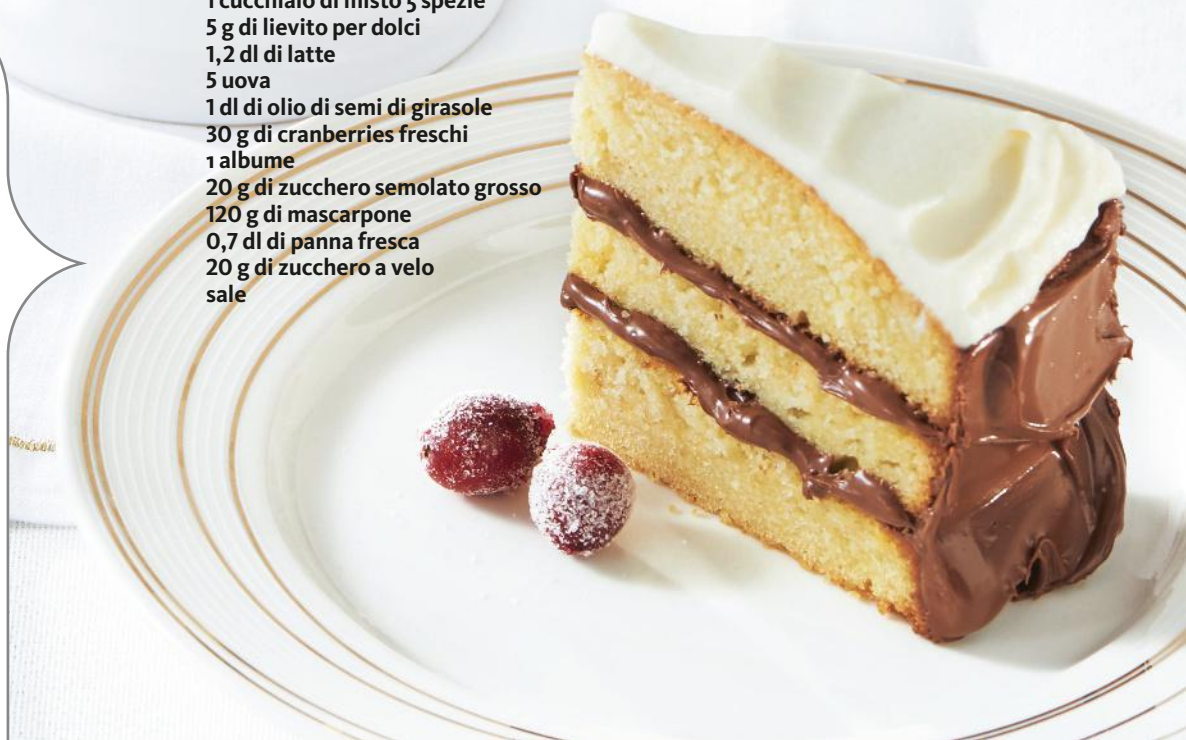 1 cucchiaio di misto 5 spezie
5 g di lievito per dolci
1,2 dl di latte
5 uova
1 dl di olio di semi di girasole
30 g di cranberries freschi
1 albume
20 g di zucchero semolato grosso
120 g di mascarpone
0,7 dl di panna fresca
20 g di zucchero a velo
sale